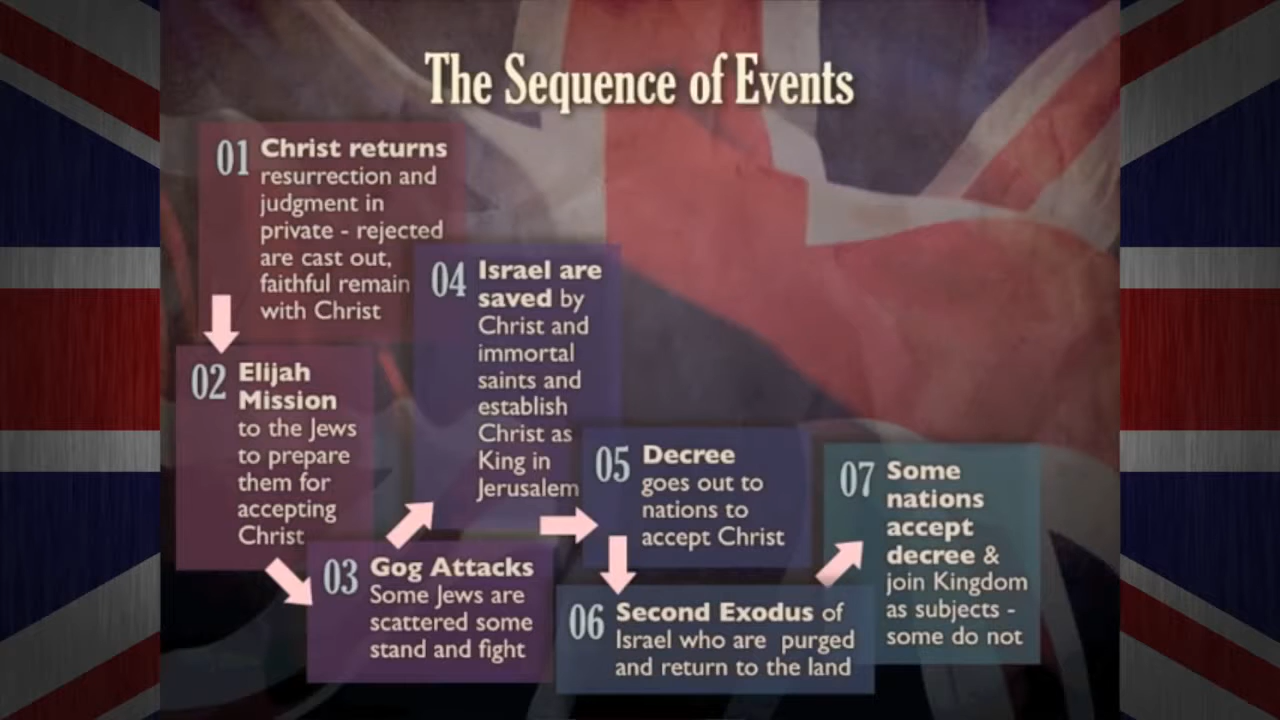 The Sequence of Events
01
Christ returns
resurrection and
judgment in
private - rejected
are cast out,
faithful remain
with Christ
02
Elijah
Mission
to the Jews
to prepare
them for
accepting
Christ
03
Gog Attacks
Some Jews are
scattered some
stand and fight
04
Israel are
saved by
Christ and
immortal
saints and
establish
Christ as
King in
Jerusalem
05
Decree
goes out to
nations to
accept Christ
06
Second Exodus of
Israel who are purged
and return to the land
07
Some
nations
accept
decree &
join Kingdom
as subjects -
some do not